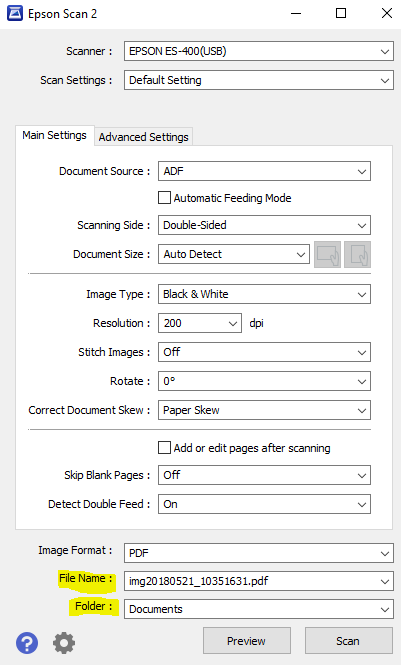 Epson Scan 2
Scanner : EPSON ES-400(USB)
Scan Settings : Default Setting
Main Settings Advanced Settings
Document Source : ADF
Automatic Feeding Mode
Scanning Side : Double-Sided
Document Size : Auto Detect
Image Type : Black & White
Resolution : 200 dpi
Stitch Images : Off
Rotate : 0°
Correct Document Skew : Paper Skew
Add or edit pages after scanning
Skip Blank Pages : Off
Detect Double Feed : On
Image Format : PDF
File Name : img20180521_10351631.pdf
Folder : Documents
? Preview Scan